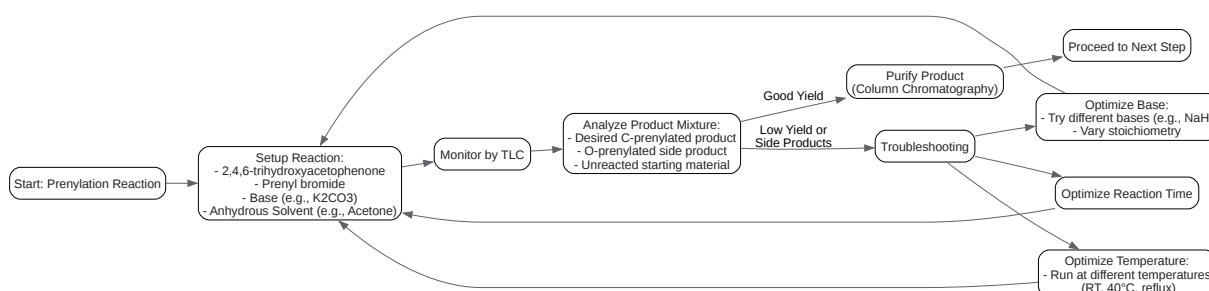 Start: Prenylation Reaction
Setup Reaction:
- 2,4,6-trihydroxyacetophenone
- Prenyl bromide
- Base (e.g., K2CO3)
- Anhydrous Solvent (e.g., Acetone)
Monitor by TLC
Analyze Product Mixture:
- Desired C-prenylated product
- O-prenylated side product
- Unreacted starting material
Good Yield
Low Yield or
Side Products
Purify Product
(Column Chromatography)
Proceed to Next Step
Troubleshooting
Optimize Base:
- Try different bases (e.g., NaH
- Vary stoichiometry
Optimize Reaction Time
Optimize Temperature:
- Run at different temperatures
(RT, 40°C, reflux)